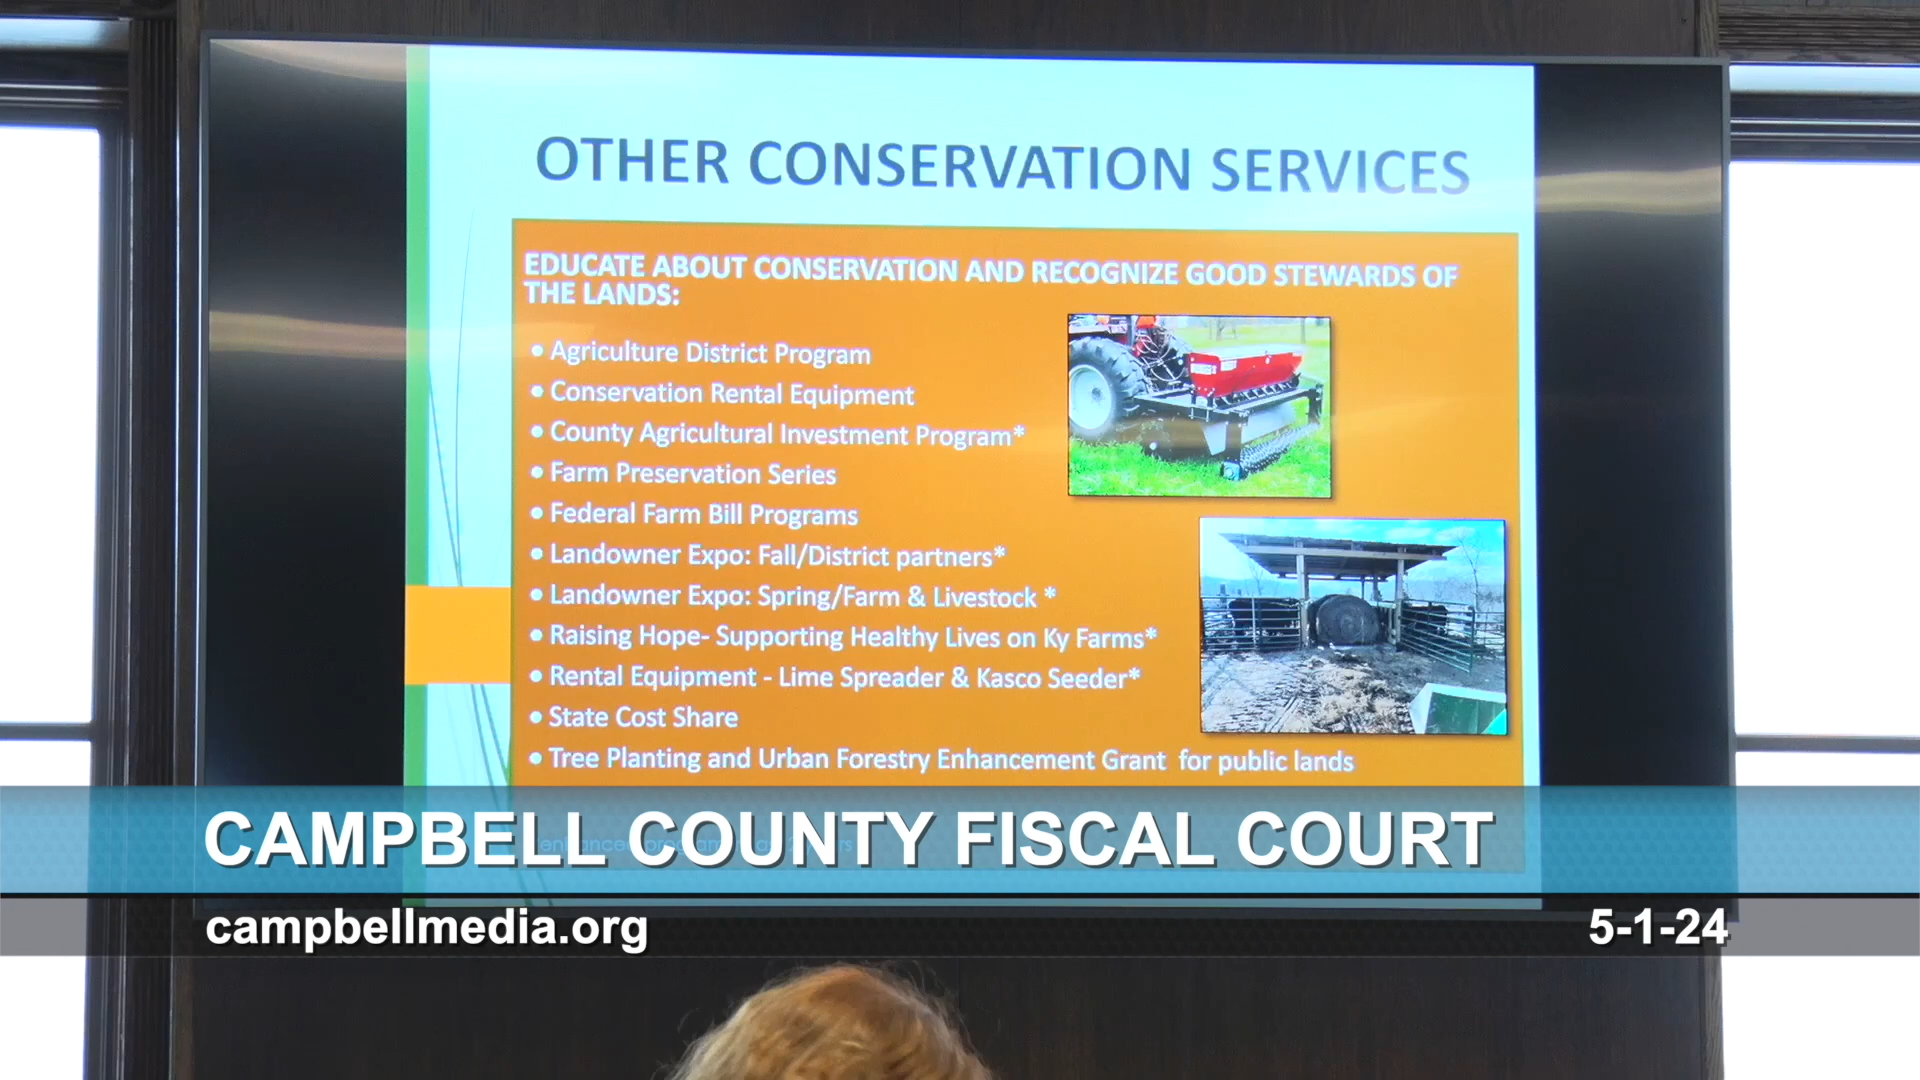 OTHER CONSERVATION SERVICES
EDUCATE ABOUT CONSERVATION AND RECOGNIZE GOOD STEWARDS OF
THE LANDS:
• Agriculture District Program
• Conservation Rental Equipment
• County Agricultural Investment Program*
• Farm Preservation Series
• Federal Farm Bill Programs
• Landowner Expo: Fall/District partners*
• Landowner Expo: Spring/Farm & Livestock *
• Raising Hope- Supporting Healthy Lives on Ky Farms*
• Rental Equipment - Lime Spreader & Kasco Seeder*
• State Cost Share
• Tree Planting and Urban Forestry Enhancement Grant for public lands
CAMPBELL COUNTY FISCAL COURT
campbellmedia.org
5-1-24